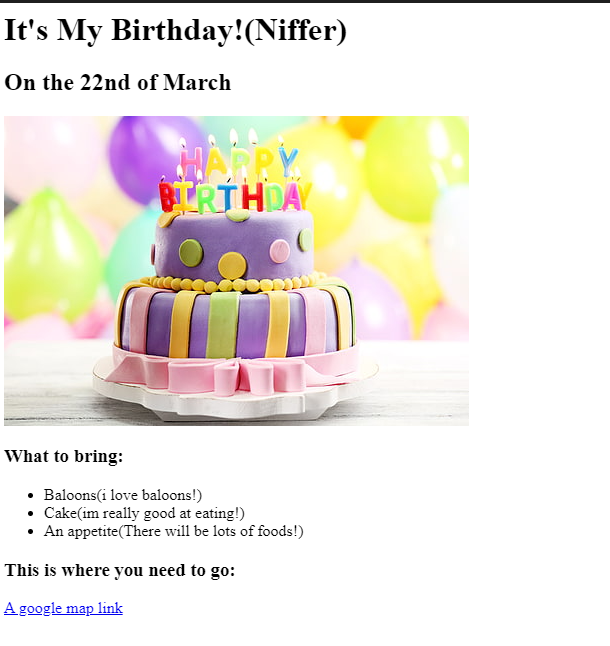 It's My Birthday!(Niffer)
On the 22nd of March
HAPPY
BIRTHDAY
What to bring:
Baloons(i love baloons!)
Cake(im really good at eating!)
An appetite(There will be lots of foods!)
This is where you need to go:
A google map link